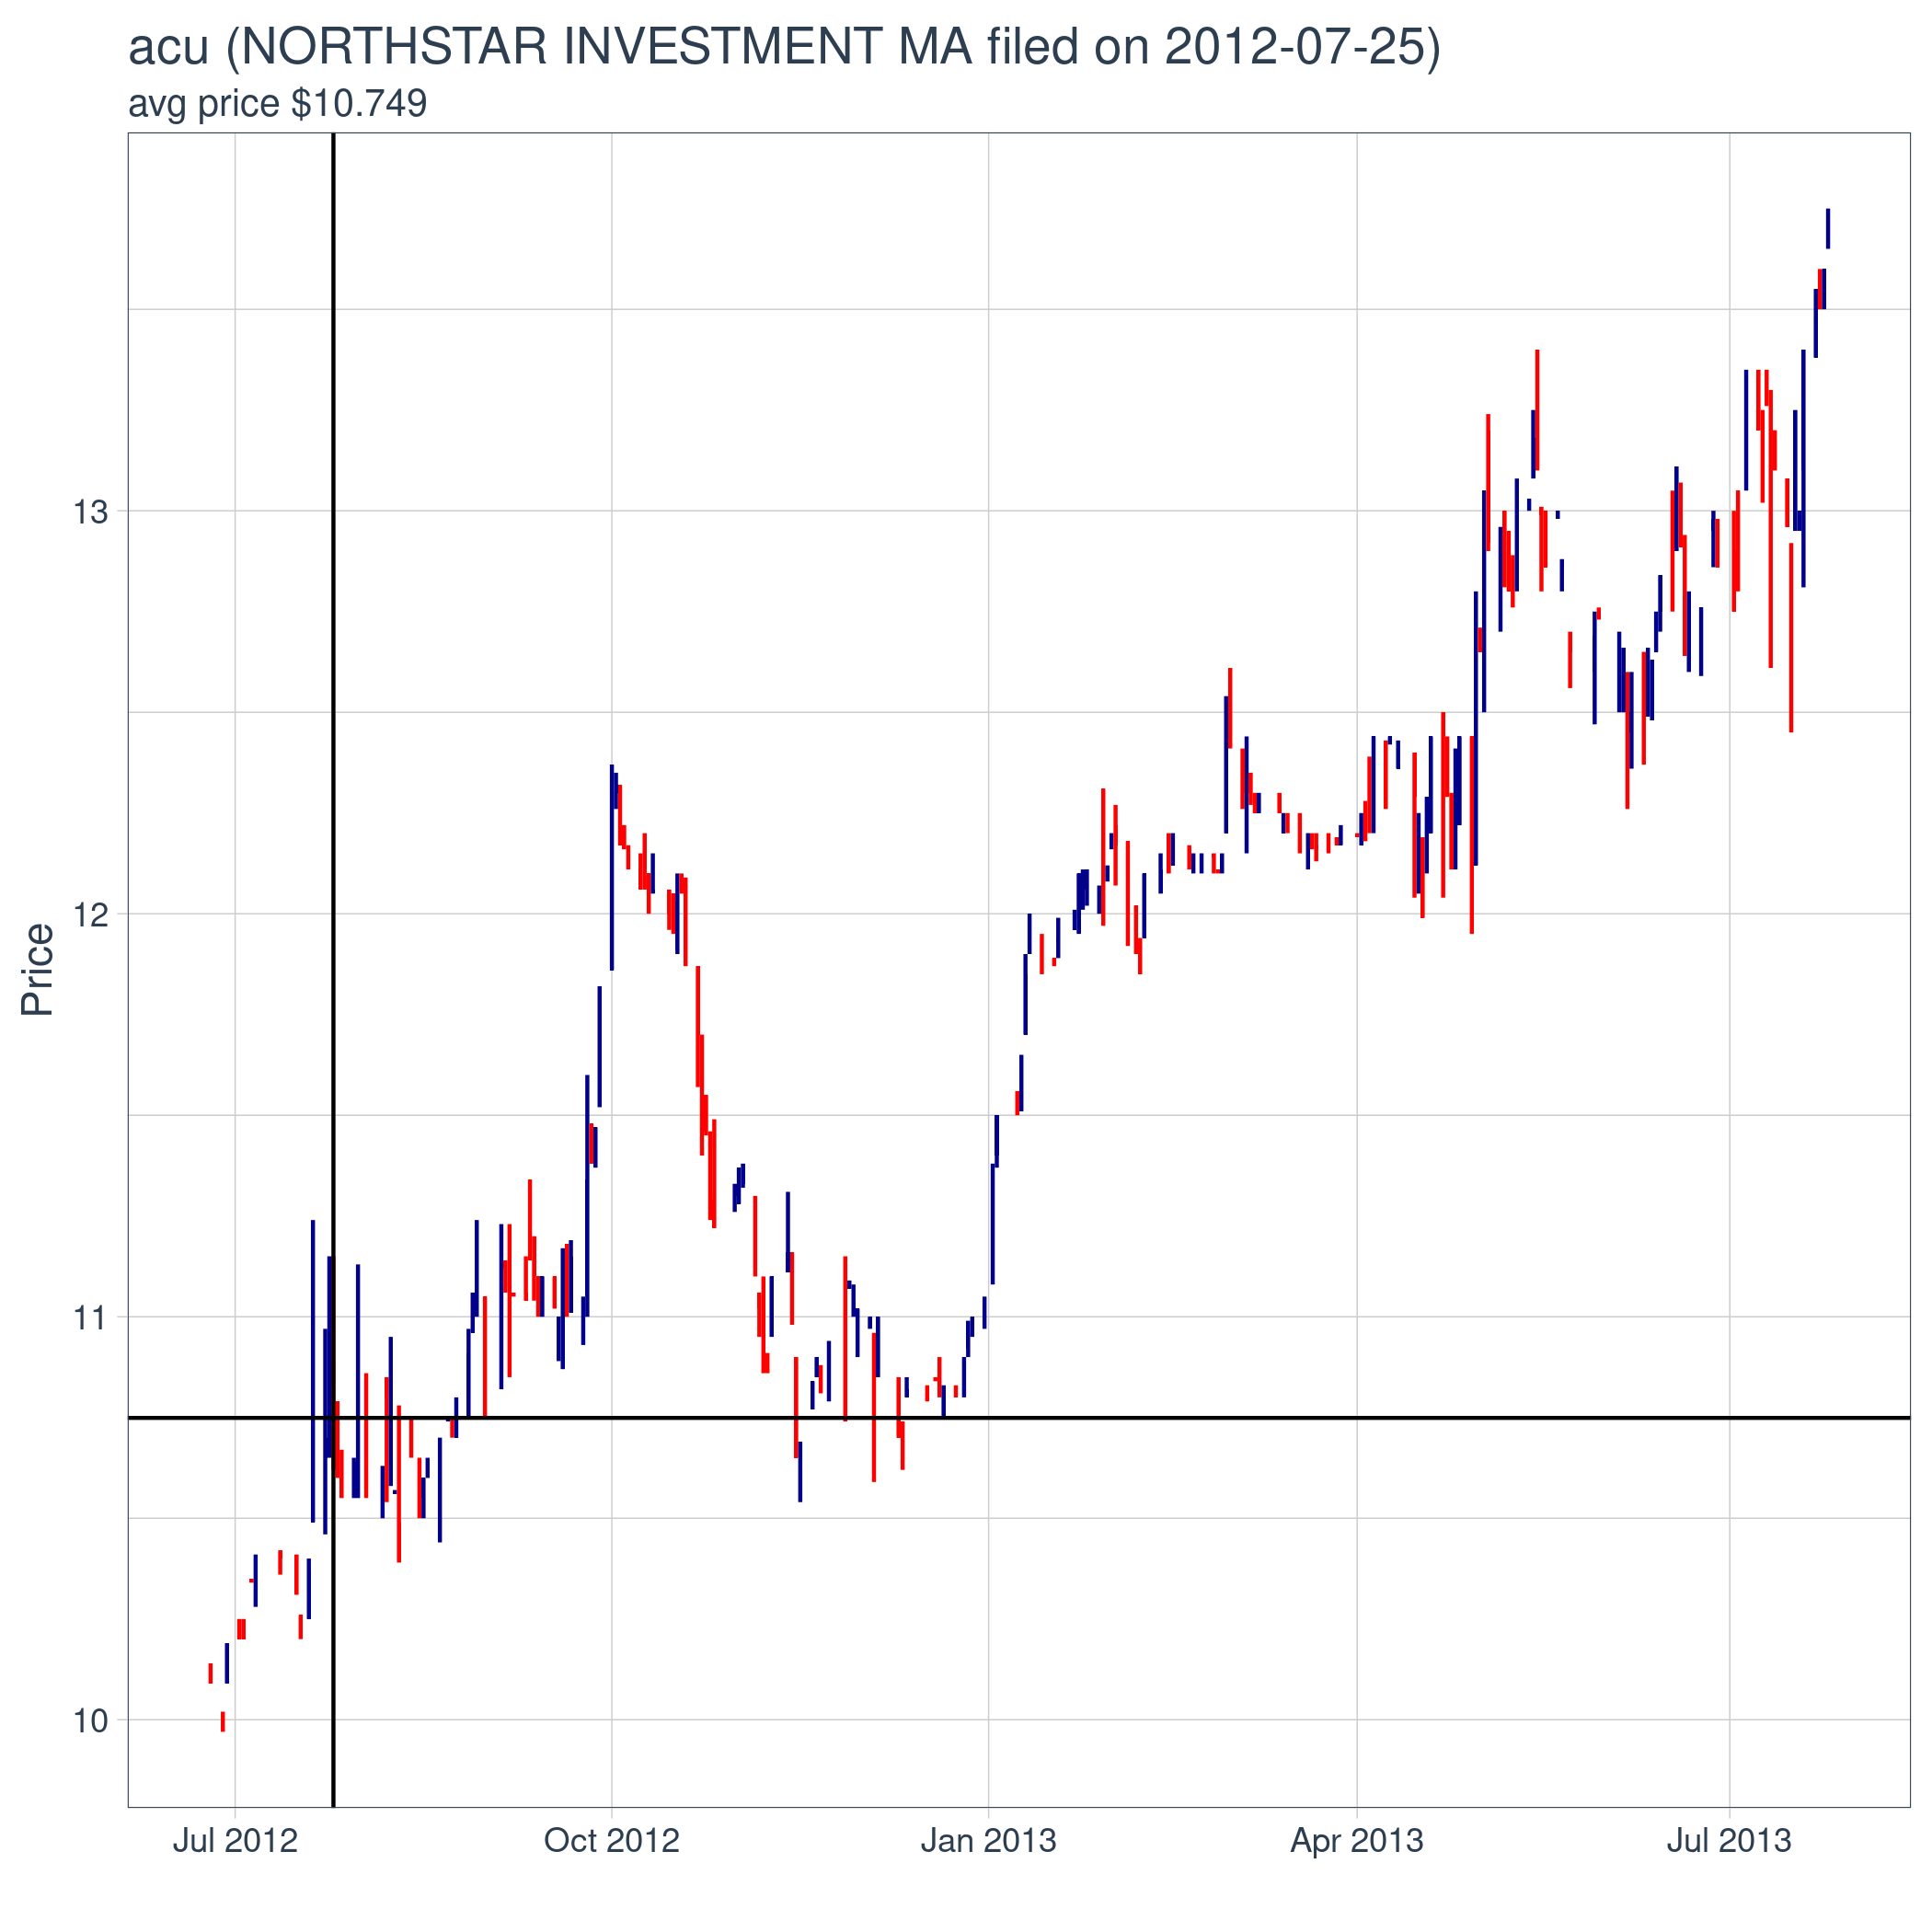 acu (NORTHSTAR INVESTMENT MA filed on 2012-07-25)
avg price $10.749
13
12
11
10
Price
Jul 2012 Oct 2012 Jan 2013 Apr 2013 Jul 2013